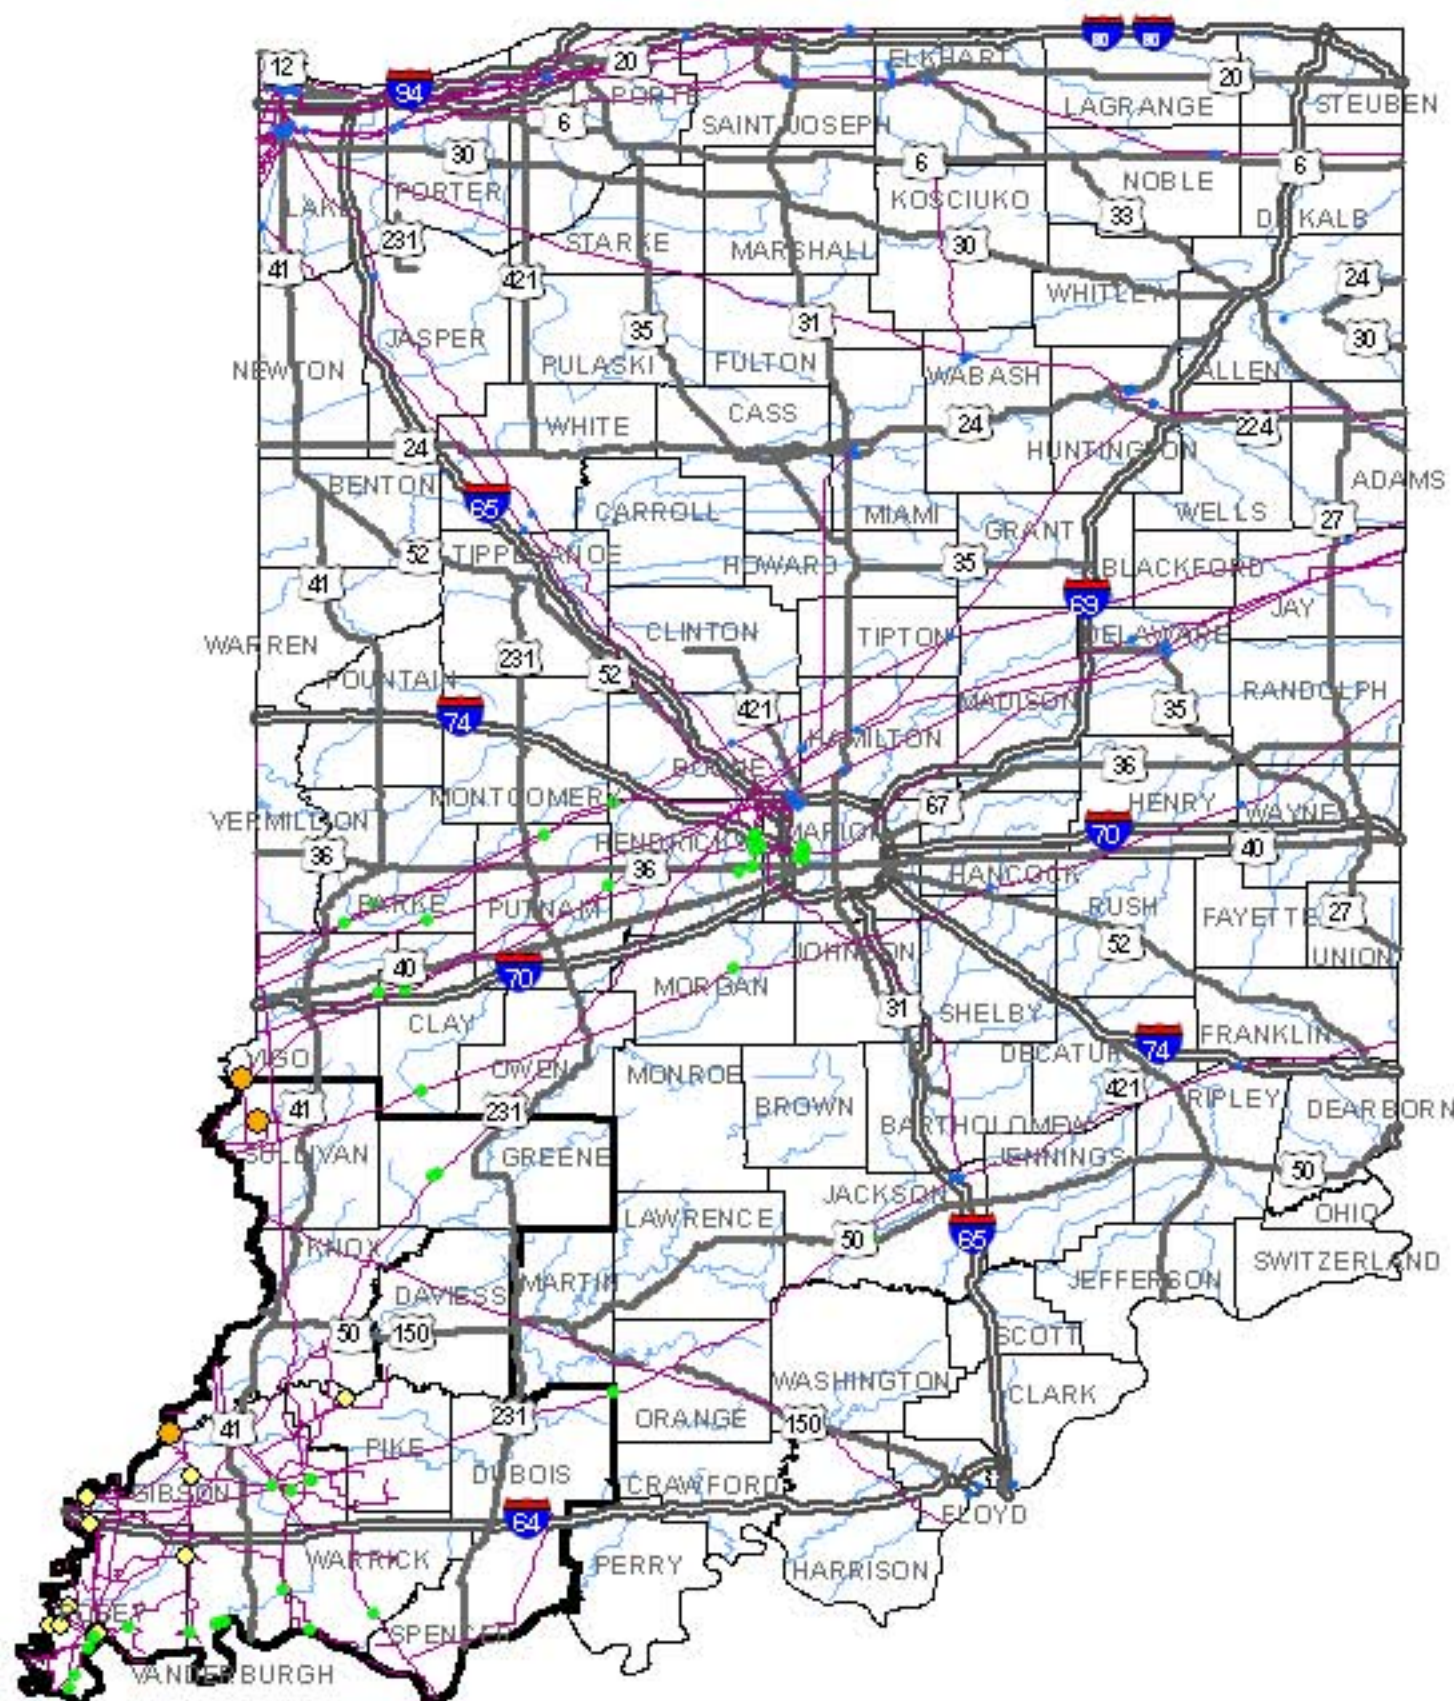 80 80
12
20
ELKHART
94
PORTE
20
LAGRANGE
STEUBEN
6
SAINT JOSEPH
30
6
6
PORTER
KOSCIUKO
NOBLE
LAKE
33
DEKALB
231
STARKE
MARSHALL
30
41
421
24
WHITLEY
35
31
30
JASPER
NEWTON
PULASKI
FULTON
WABASH
ALLEN
WHITE
CASS
24
224
24
HUNTINGTON
BENTON
ADAMS
65
CARROLL
MIAMI
WELLS
27
GRANT
52
TIPPECANOE
HOWARD
35
BLACKFORD
41
69
JAY
WARREN
CLINTON
TIPTON
DELAWARE
231
52
FOUNTAIN
MADISON
RANDOLPH
74
421
35
HAMILTON
BOONE
36
MONTGOMERY
67
HENRY
WAYNE
VERMILLION
HENDRICKS
MARION
70
36
36
40
HANCOCK
PARKE
PUTNAM
RUSH
FAYETTE
27
52
JOHNSON
UNION
40
70
MORGAN
31
SHELBY
CLAY
FRANKLIN
74
VIGO
DECATUR
OWEN
MONROE
421
41
231
BROWN
RIPLEY
DEARBORN
BARTHOLOMEW
SULLIVAN
GREENE
JENNINGS
50
JACKSON
LAWRENCE
OHIO
50
65
KNOX
SWITZERLAND
MARTIN
JEFFERSON
DAVIESS
50
150
SCOTT
WASHINGTON
CLARK
231
ORANGE
150
41
PIKE
DUBOIS
CRAWFORD
GIBSON
64
FLOYD
WARRICK
PERRY
HARRISON
POSEY
SPENCER
VANDERBURGH